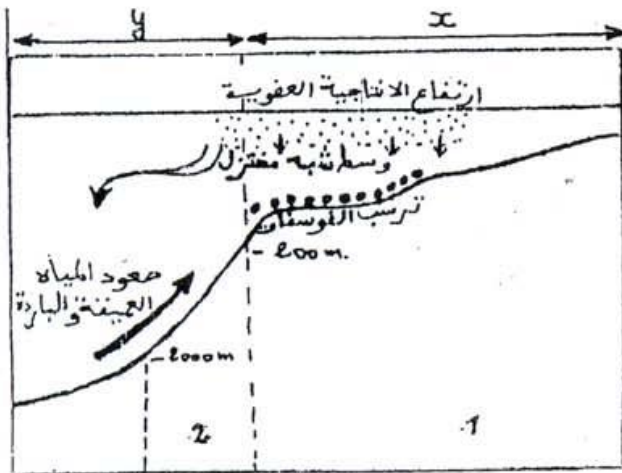 y
x
ارتفاع الانتاجية العضوية
وسط شبه مختزل
ترسب الفوسفات
- 200m.
صعود المياه
العميقة والباردة
- 2000m
2
1